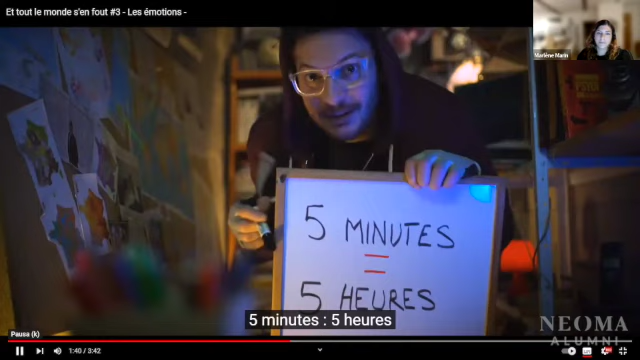 Et tout le monde s'en fout #3 - Les émotions -
Marlène Marin
5 MINUTES
=
5 HEURES
5 minutes : 5 heures
Pause (k)
1:40 / 3:42
NEOMA
ALUMNI